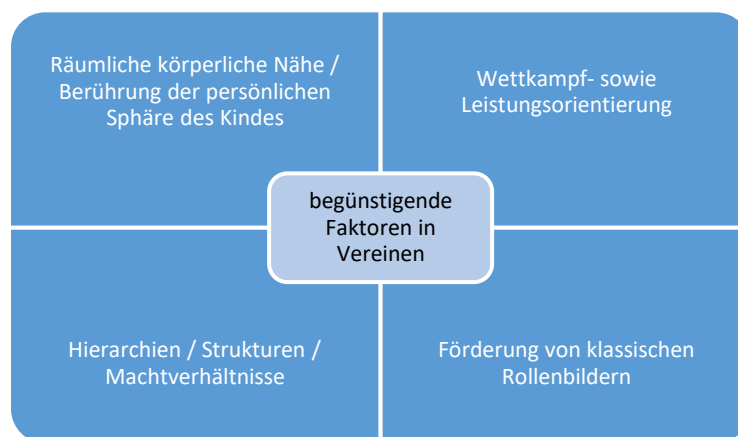 Räumliche körperliche Nähe /
Berührung der persönlichen
Sphäre des Kindes
Wettkampf- sowie
Leistungsorientierung
begünstigende
Faktoren in
Vereinen
Hierarchien / Strukturen /
Machtverhältnisse
Förderung von klassischen
Rollenbildern